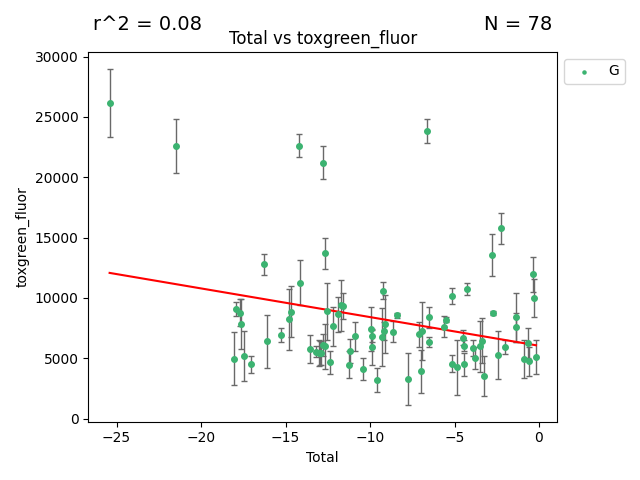 r^2 = 0.08
N = 78
Total vs toxgreen_fluor
G
30000
25000
20000
15000
10000
5000
0
toxgreen_fluor
−25
−20
−15
−10
−5
0
Total